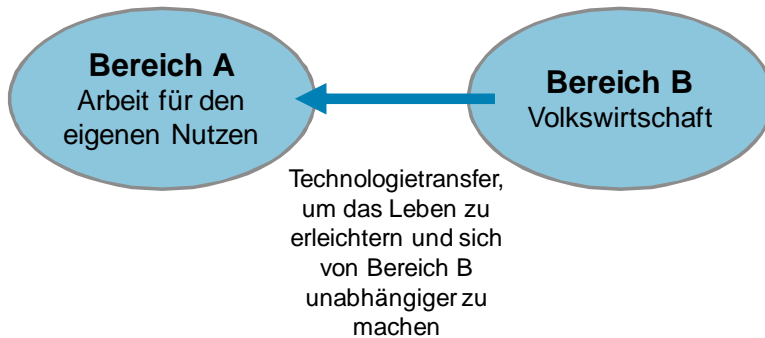 Bereich A
Arbeit für den
eigenen Nutzen
Bereich B
Volkswirtschaft
Technologietransfer,
um das Leben zu
erleichtern und sich
von Bereich B
unabhängiger zu
machen